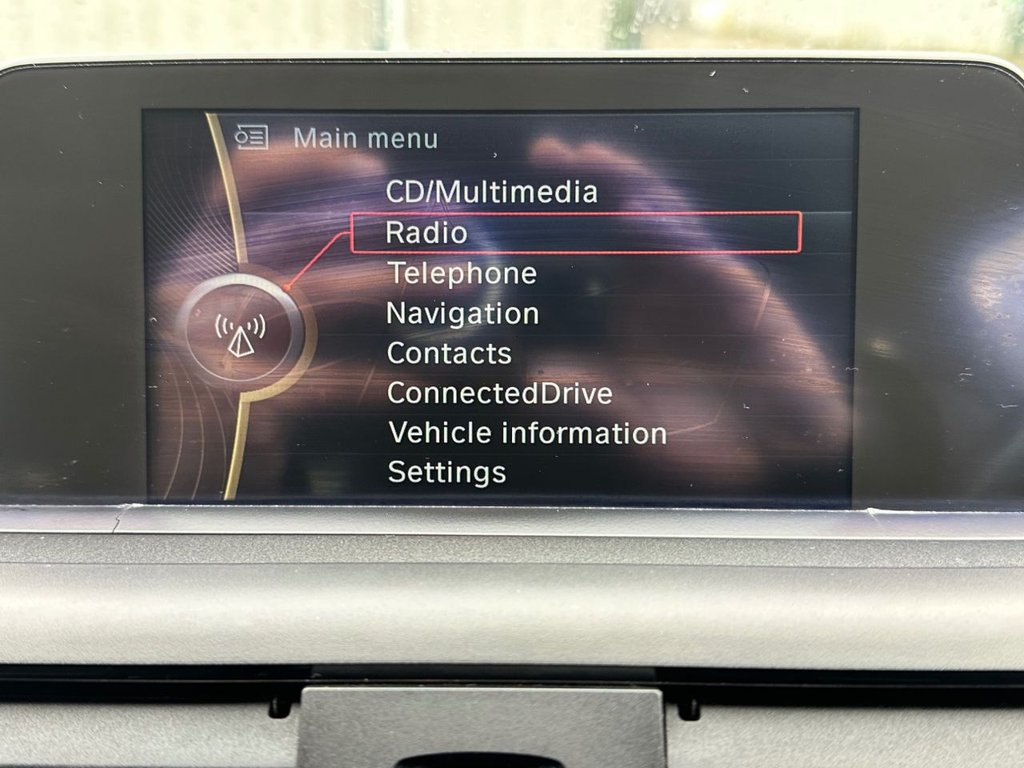 Main menu
CD/Multimedia
Radio
Telephone
Navigation
Contacts
ConnectedDrive
Vehicle information
Settings